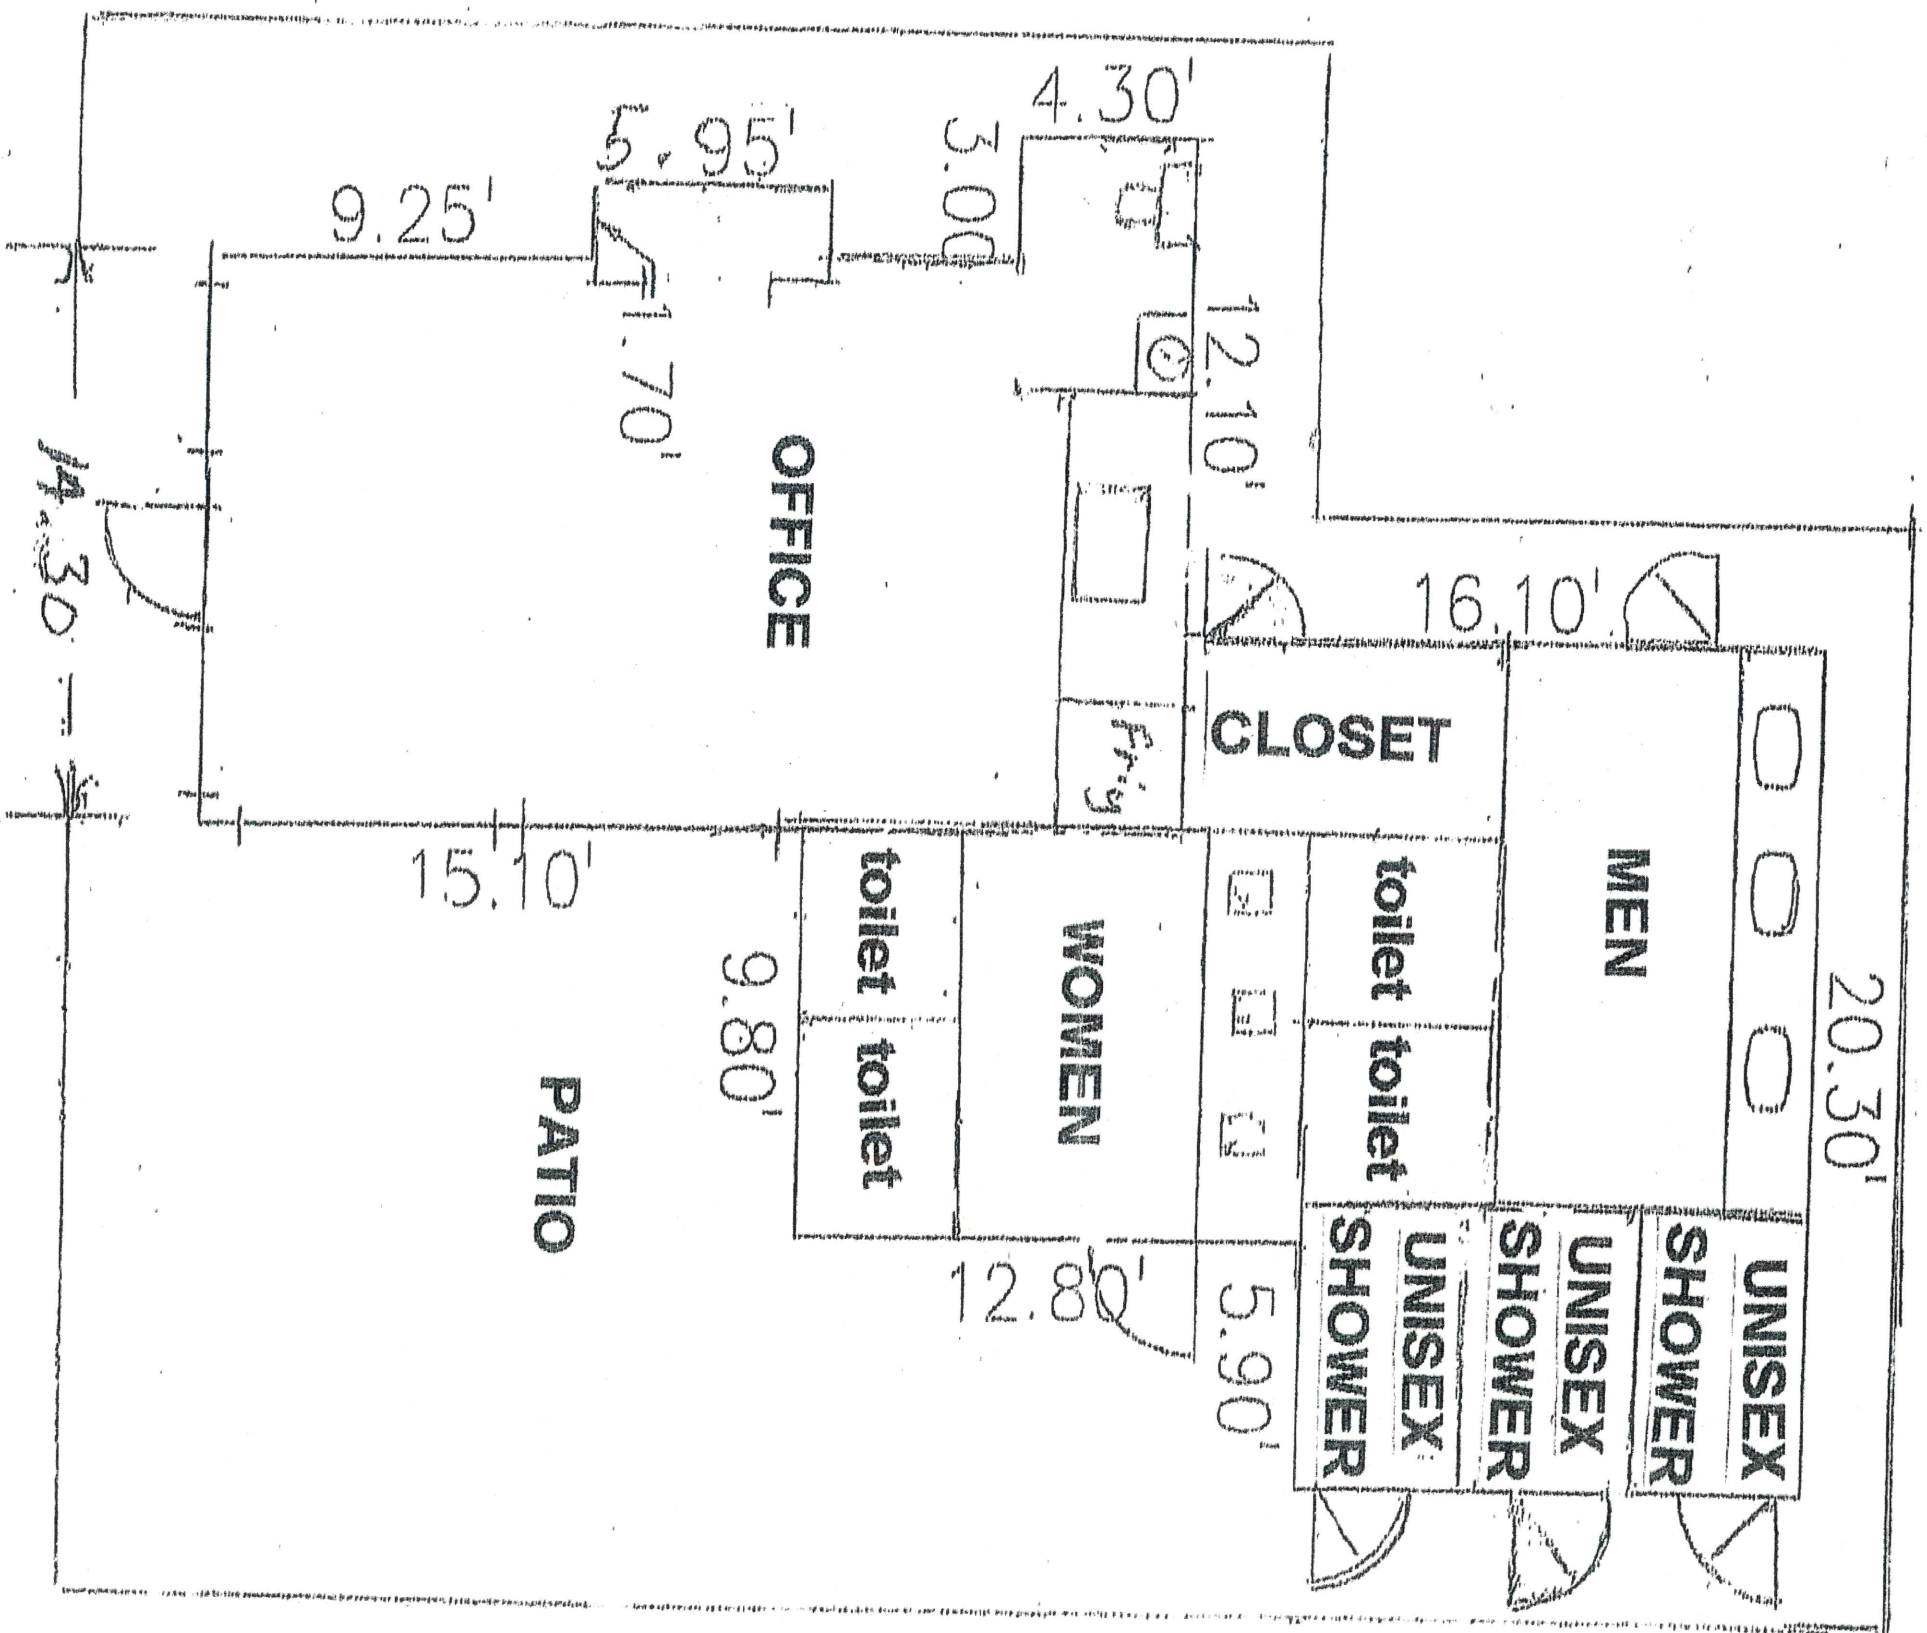 4.30'
5.95'
3.00
9.25'
12.10'
1.70'
OFFICE
14.30
16.10'
CLOSET
Frig
MEN
20.30'
15.10'
toilet
toilet
WOMEN
toilet
toilet
9.80'
PATIO
12.80'
5.90'
UNISEX
SHOWER
UNISEX
SHOWER
UNISEX
SHOWER